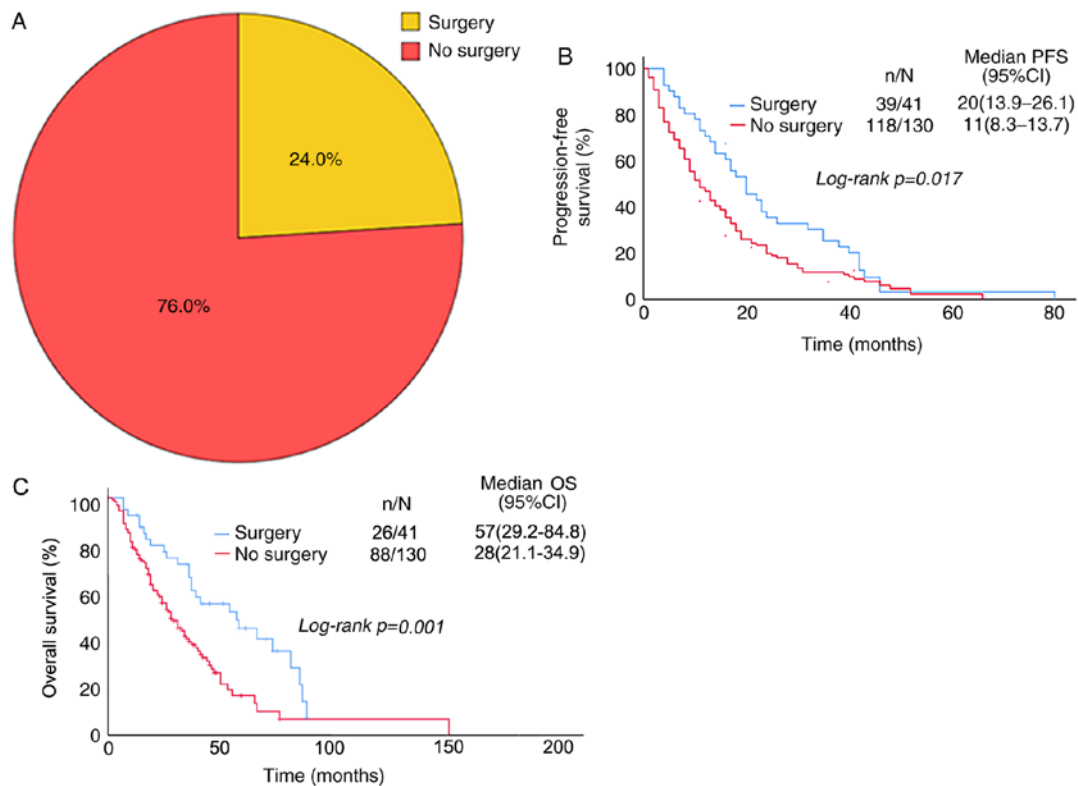 A
Surgery
No surgery
24.0%
76.0%
B
Median PFS
n/N (95%CI)
Surgery 39/41 20(13.9–26.1)
No surgery 118/130 11(8.3–13.7)
Log-rank p=0.017
Progression-free
survival (%)
100
80
60
40
20
0
0 20 40 60 80
Time (months)
C
Median OS
n/N (95%CI)
Surgery 26/41 57(29.2-84.8)
No surgery 88/130 28(21.1-34.9)
Log-rank p=0.001
Overall survival (%)
100
80
60
40
20
0
0 50 100 150 200
Time (months)